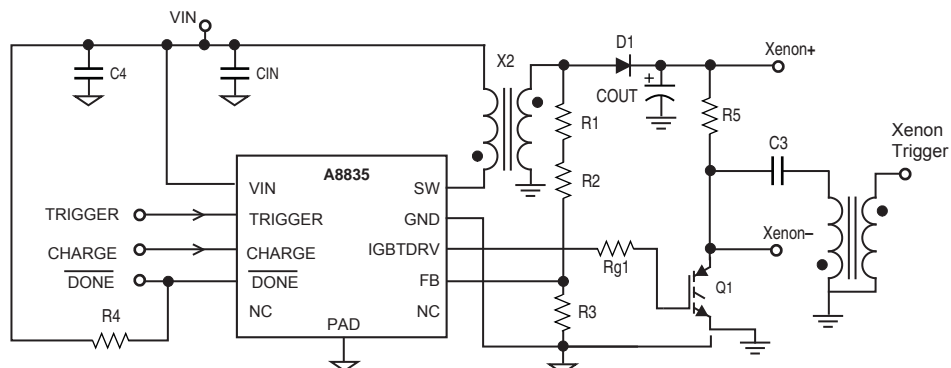 VIN
C4
CIN
X2
D1
Xenon+
COUT
+
R1
R2
R5
C3
Xenon
Trigger
A8835
VIN
SW
TRIGGER
TRIGGER
GND
CHARGE
CHARGE
IGBTDRV
Rg1
Xenon–
DONE
DONE
FB
Q1
NC
NC
R3
R4
PAD